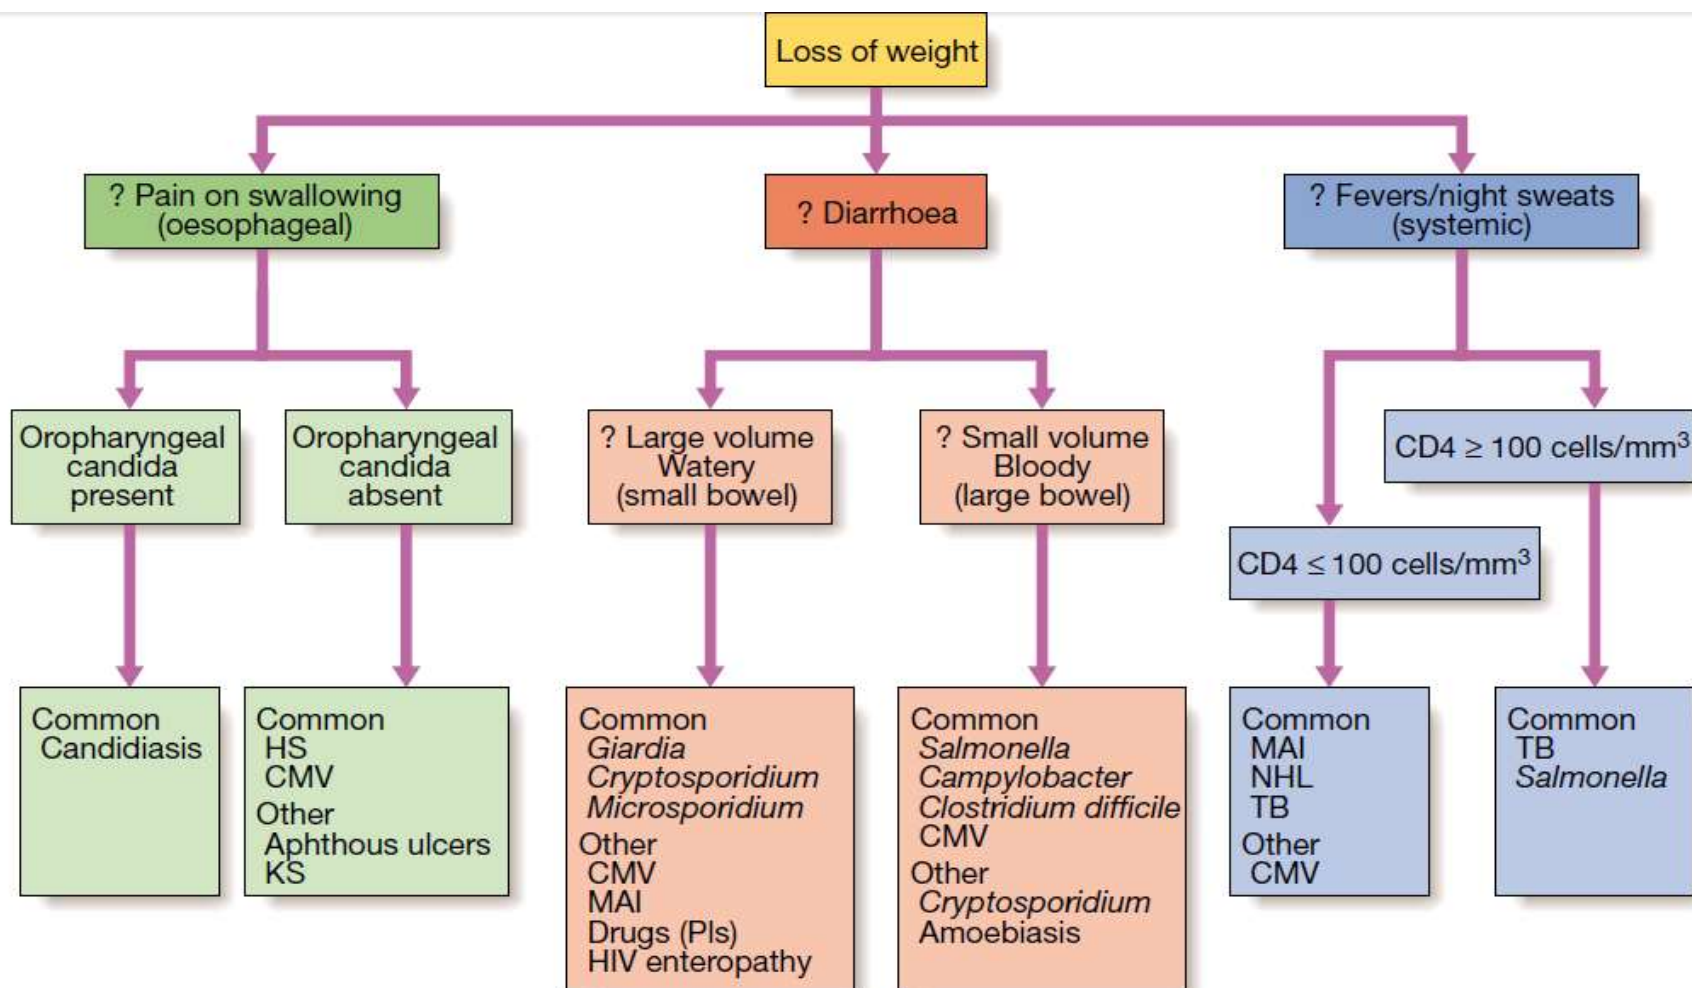 Loss of weight
? Pain on swallowing
(oesophageal)
? Diarrhoea
? Fevers/night sweats
(systemic)
Oropharyngeal
candida
present
Oropharyngeal
candida
absent
? Large volume
Watery
(small bowel)
? Small volume
Bloody
(large bowel)
CD4 ≥ 100 cells/mm³
CD4 ≤ 100 cells/mm³
Common
Candidiasis
Common
HS
CMV
Other
Aphthous ulcers
KS
Common
Giardia
Cryptosporidium
Microsporidium
Other
CMV
MAI
Drugs (PIs)
HIV enteropathy
Common
Salmonella
Campylobacter
Clostridium difficile
CMV
Other
Cryptosporidium
Amoebiasis
Common
MAI
NHL
TB
Other
CMV
Common
TB
Salmonella